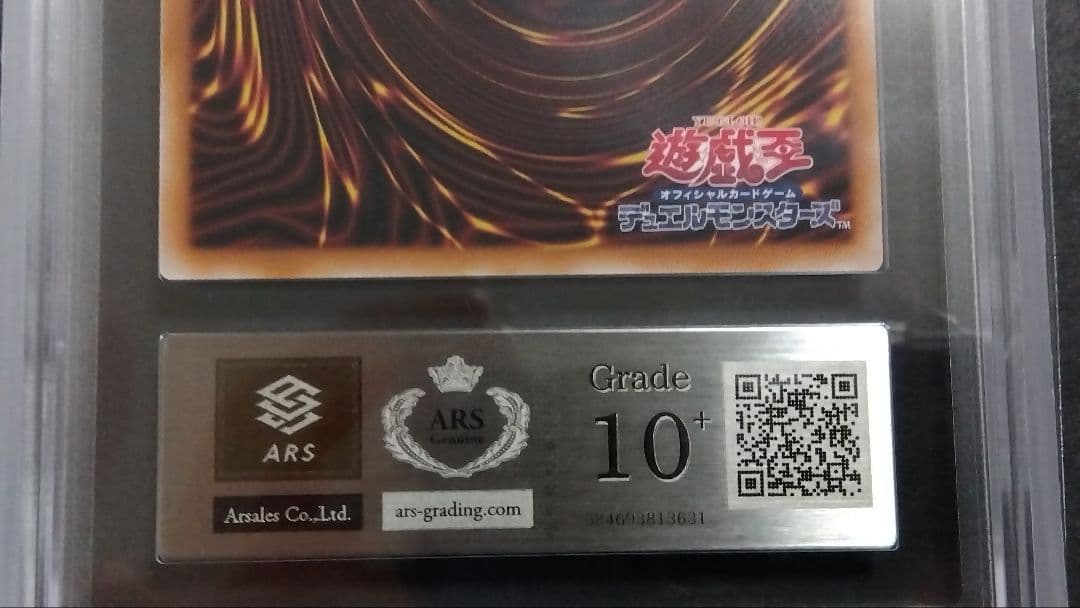 YU-GI-OH!
遊戯王
オフィシャルカードゲーム
デュエルモンスターズ™
ARS
Arsales Co.,Ltd.
ARS
Genuine
ars-grading.com
Grade
10+